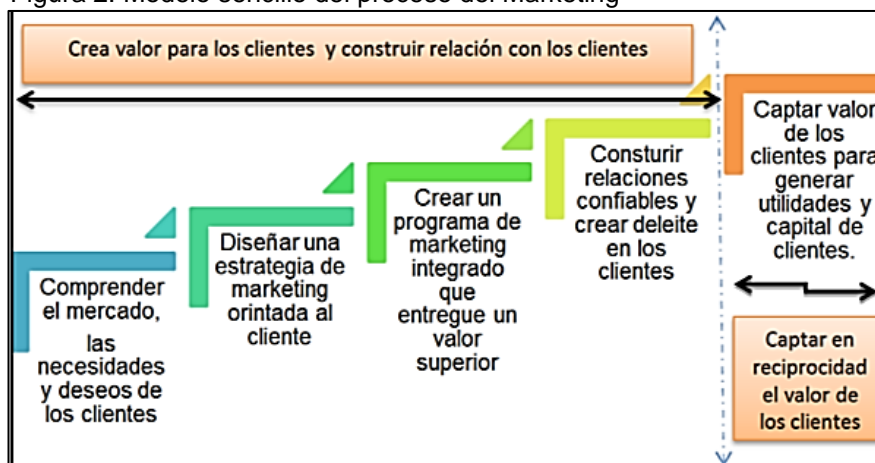 Figura 2. Modelo sencillo del proceso del Marketing
Crea valor para los clientes y construir relación con los clientes
Comprender
el mercado,
las
necesidades
y deseos de
los clientes
Diseñar una
estrategia de
marketing
orintada al
cliente
Crear un
programa de
marketing
integrado
que
entregue un
valor
superior
Consturir
relaciones
confiables y
crear deleite
en los
clientes
Captar valor
de los
clientes para
generar
utilidades y
capital de
clientes.
Captar en
reciprocidad
el valor de
los clientes